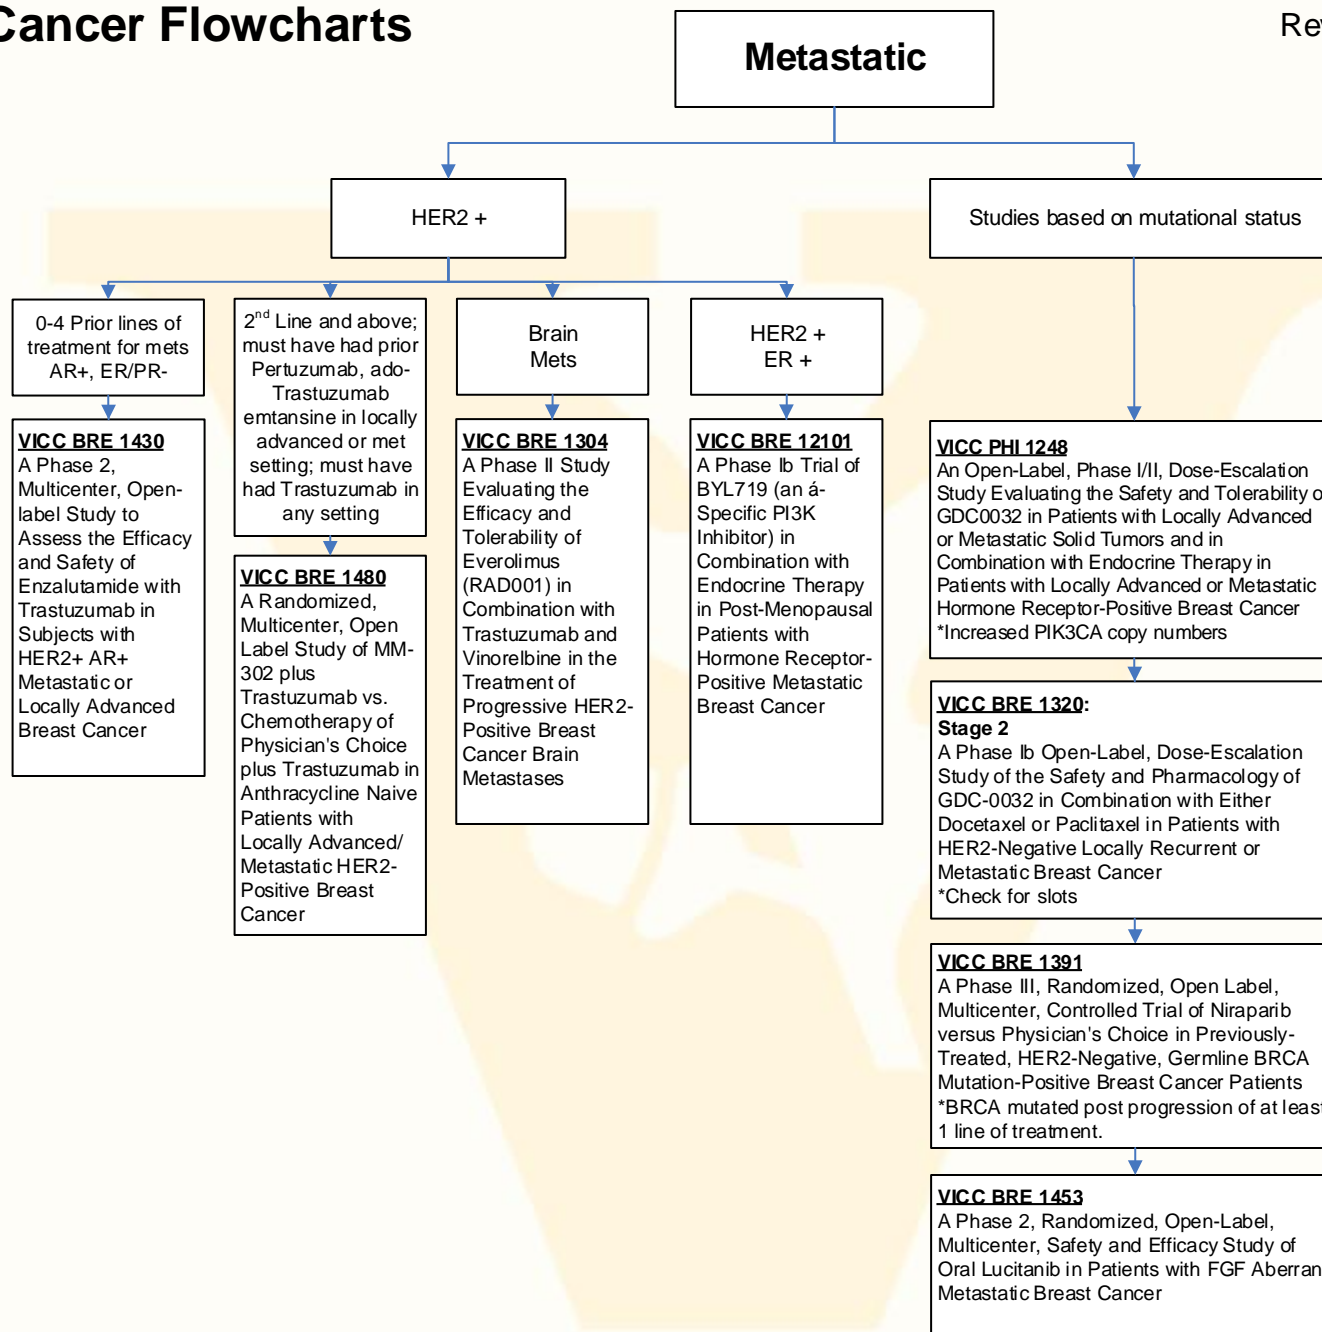 Cancer Flowcharts
Metastatic
HER2 +
Studies based on mutational status
0-4 Prior lines of
treatment for mets
AR+, ER/PR-
2nd Line and above;
must have had prior
Pertuzumab, ado-
Trastuzumab
emtansine in locally
advanced or met
setting; must have
had Trastuzumab in
any setting
Brain
Mets
HER2 +
ER +
VICC BRE 1430
A Phase 2,
Multicenter, Open-
label Study to
Assess the Efficacy
and Safety of
Enzalutamide with
Trastuzumab in
Subjects with
HER2+ AR+
Metastatic or
Locally Advanced
Breast Cancer
VICC BRE 1480
A Randomized,
Multicenter, Open
Label Study of MM-
302 plus
Trastuzumab vs.
Chemotherapy of
Physician's Choice
plus Trastuzumab in
Anthracycline Naive
Patients with
Locally Advanced/
Metastatic HER2-
Positive Breast
Cancer
VICC BRE 1304
A Phase II Study
Evaluating the
Efficacy and
Tolerability of
Everolimus
(RAD001) in
Combination with
Trastuzumab and
Vinorelbine in the
Treatment of
Progressive HER2-
Positive Breast
Cancer Brain
Metastases
VICC BRE 12101
A Phase Ib Trial of
BYL719 (an á-
Specific PI3K
Inhibitor) in
Combination with
Endocrine Therapy
in Post-Menopausal
Patients with
Hormone Receptor-
Positive Metastatic
Breast Cancer
VICC PHI 1248
An Open-Label, Phase I/II, Dose-Escalation
Study Evaluating the Safety and Tolerability o
GDC0032 in Patients with Locally Advanced
or Metastatic Solid Tumors and in
Combination with Endocrine Therapy in
Patients with Locally Advanced or Metastatic
Hormone Receptor-Positive Breast Cancer
*Increased PIK3CA copy numbers
VICC BRE 1320:
Stage 2
A Phase Ib Open-Label, Dose-Escalation
Study of the Safety and Pharmacology of
GDC-0032 in Combination with Either
Docetaxel or Paclitaxel in Patients with
HER2-Negative Locally Recurrent or
Metastatic Breast Cancer
*Check for slots
VICC BRE 1391
A Phase III, Randomized, Open Label,
Multicenter, Controlled Trial of Niraparib
versus Physician's Choice in Previously-
Treated, HER2-Negative, Germline BRCA
Mutation-Positive Breast Cancer Patients
*BRCA mutated post progression of at least
1 line of treatment.
VICC BRE 1453
A Phase 2, Randomized, Open-Label,
Multicenter, Safety and Efficacy Study of
Oral Lucitanib in Patients with FGF Aberran
Metastatic Breast Cancer